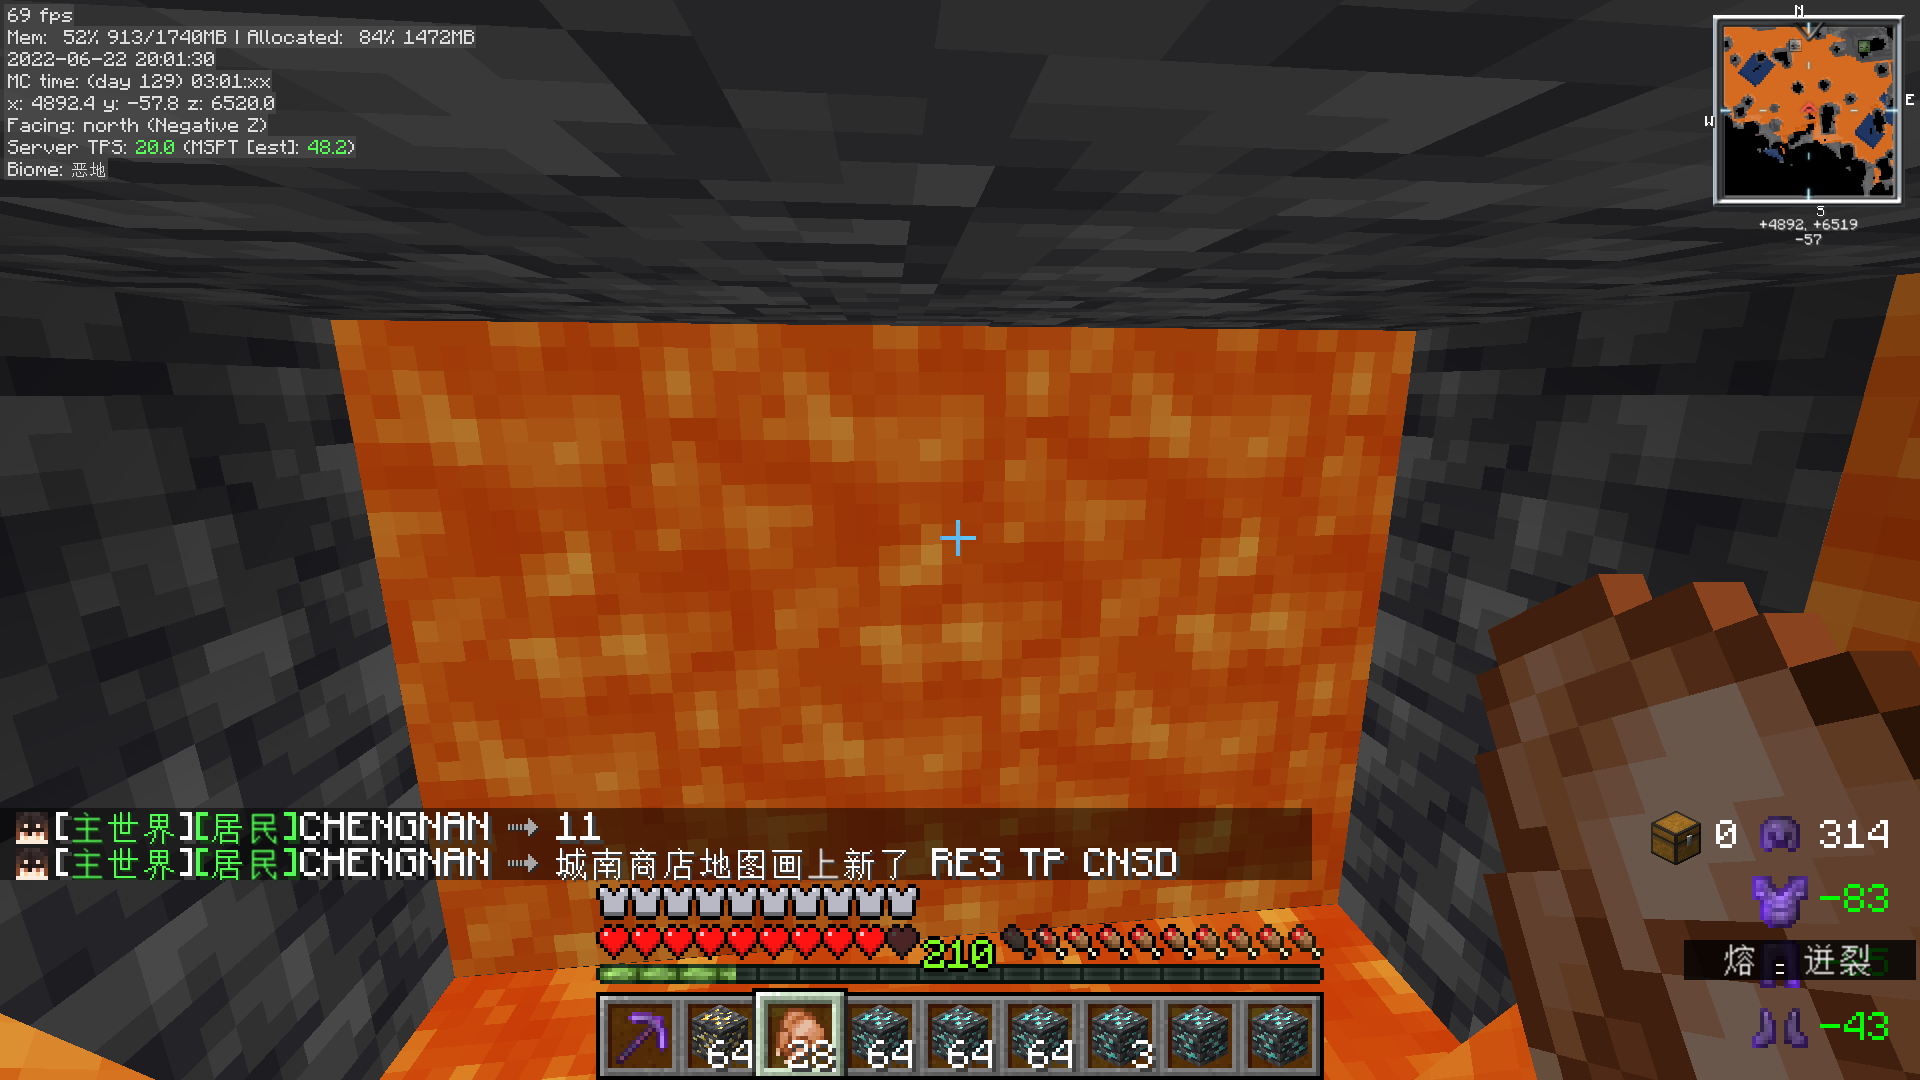 69 fps
Mem: 52% 913/1740MB | Allocated: 84% 1472MB
2022-06-22 20:01:30
MC time: (day 129) 03:01:xx
x: 4892.4 y: -57.8 z: 6520.0
Facing: north (Negative Z)
Server TPS: 20.0 (MSPT [est]: 48.2)
Biome: 恶地
N
E
W
S
+4892, +6519
-57
[主世界][居民]CHENGNAN ➟ 11
[主世界][居民]CHENGNAN ➟ 城南商店地图画上新了 RES TP CNSD
0 314
-83
熔 迸裂
-43
210
64 28 64 64 64 3